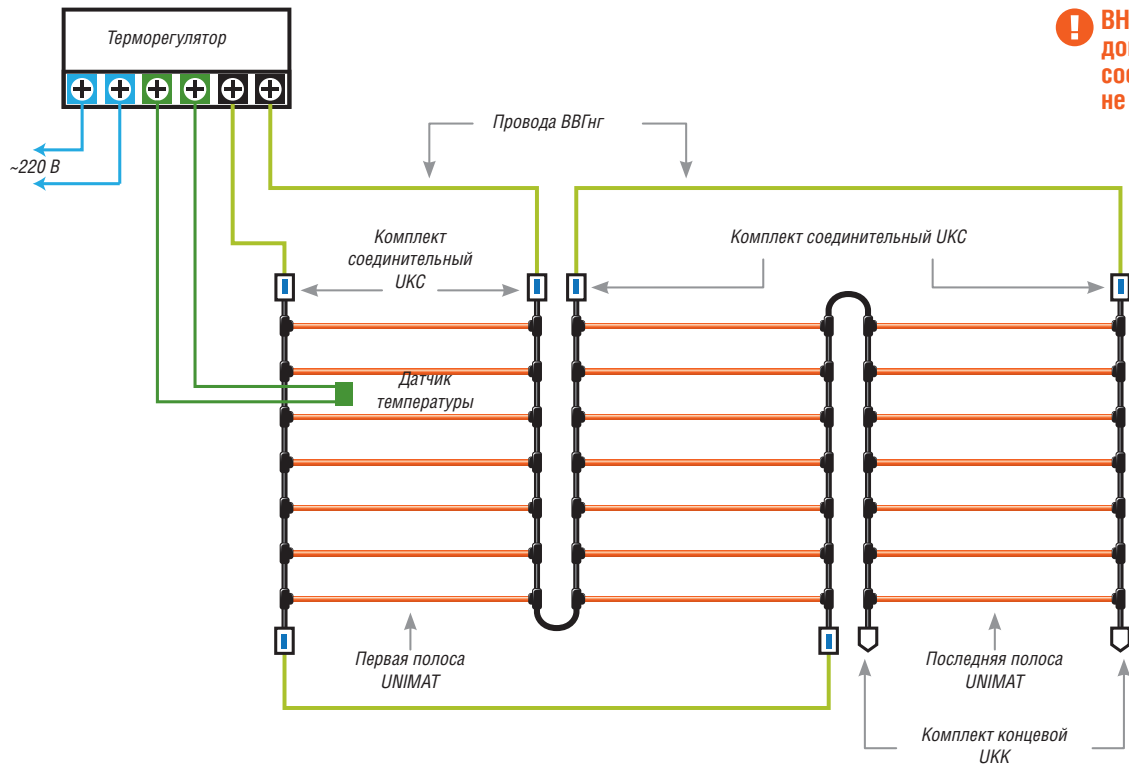 Терморегулятор
~220 В
Провода ВВГнг
Комплект
соединительный
UKC
Комплект соединительный UKC
Датчик
температуры
Первая полоса
UNIMAT
Последняя полоса
UNIMAT
Комплект концевой
UKK
не